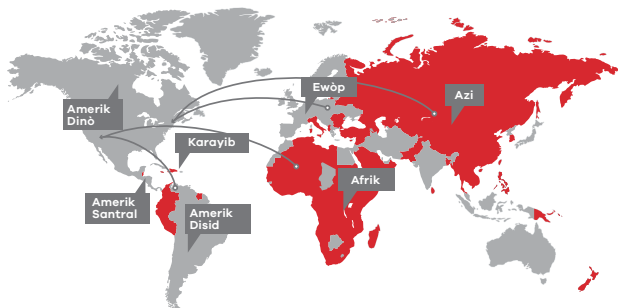 Ewòp
Azi
Amerik
Dinò
Karayib
Afrik
Amerik
Santral
Amerik
Disid